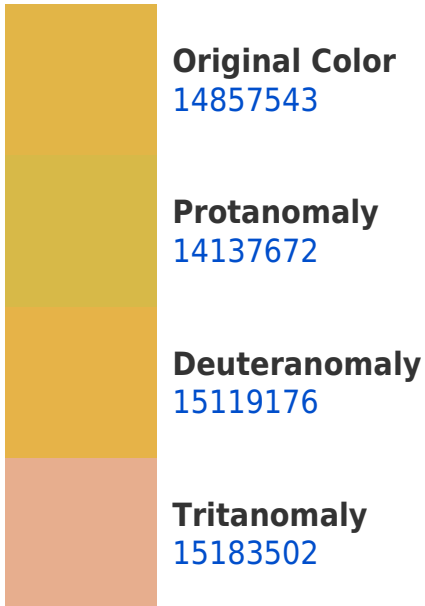 Original Color
14857543
Protanomaly
14137672
Deuteranomaly
15119176
Tritanomaly
15183502